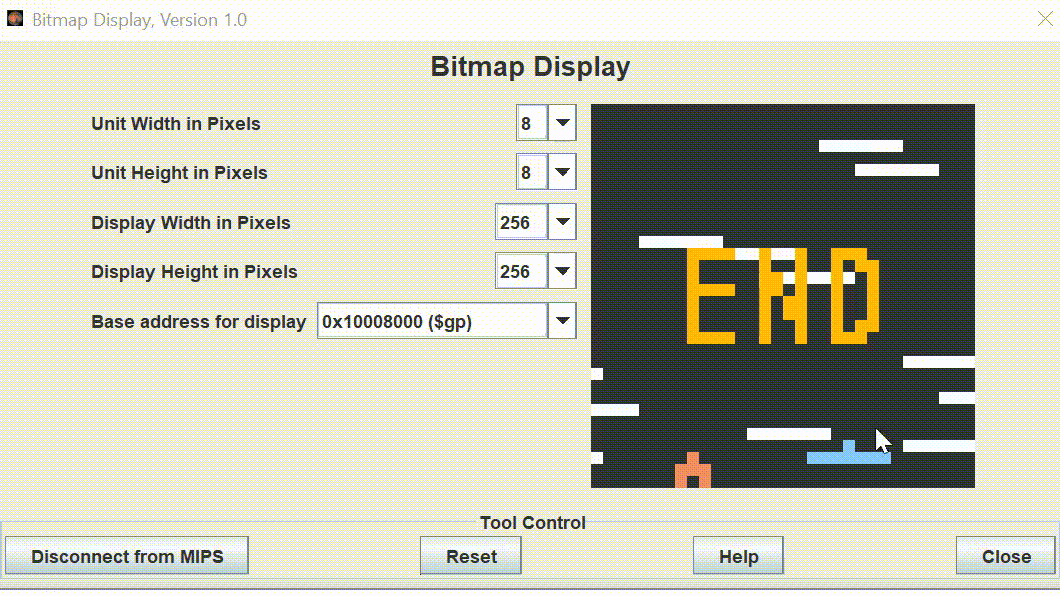 Bitmap Display, Version 1.0
Bitmap Display
Unit Width in Pixels 8
Unit Height in Pixels 8
Display Width in Pixels 256
Display Height in Pixels 256
Base address for display 0x10008000 ($gp)
END
Tool Control
Disconnect from MIPS Reset Help Close